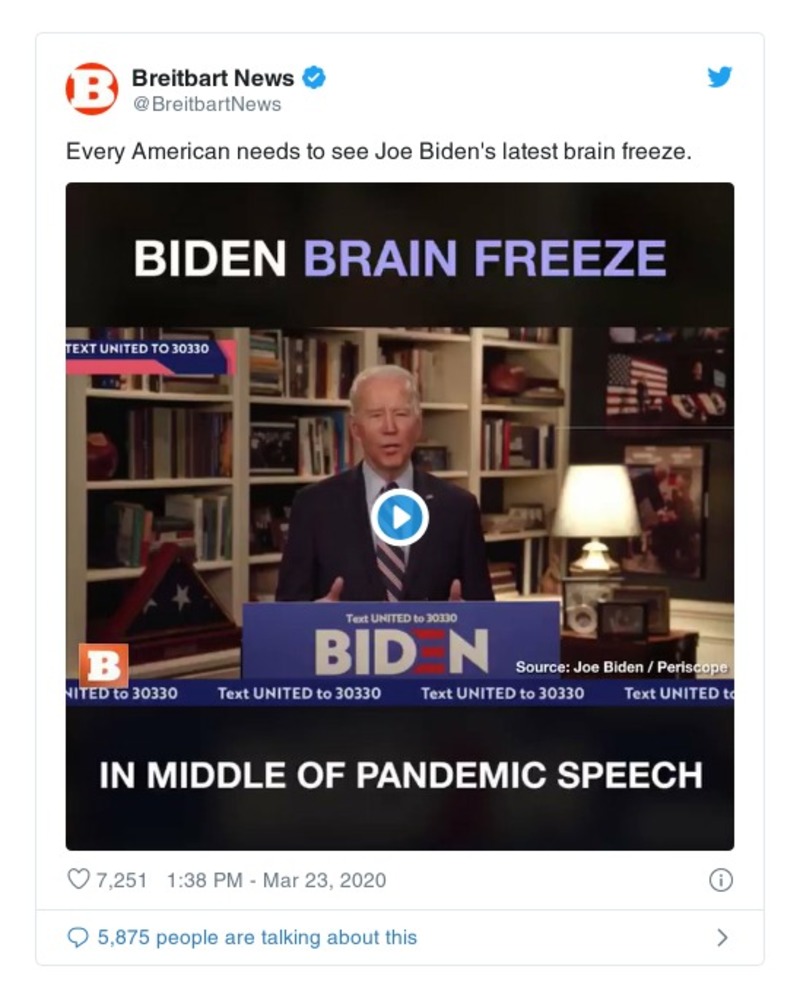 Breitbart News
@BreitbartNews
Every American needs to see Joe Biden's latest brain freeze.
BIDEN BRAIN FREEZE
TEXT UNITED TO 30330
Text UNITED to 30330
BIDEN
B
Source: Joe Biden / Periscope
NITED to 30330 Text UNITED to 30330 Text UNITED to 30330 Text UNITED to
IN MIDDLE OF PANDEMIC SPEECH
7,251 1:38 PM - Mar 23, 2020
5,875 people are talking about this